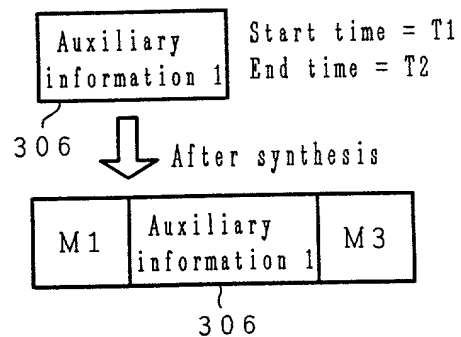 Auxiliary
information 1
Start time = T1
End time = T2
306
After synthesis
M1
Auxiliary
information 1
M3
306